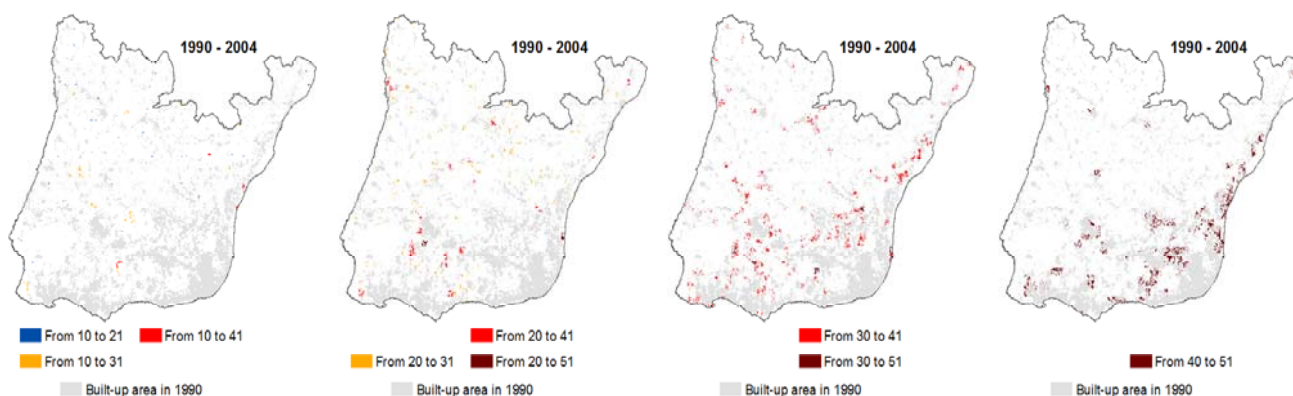 1990 - 2004
1990 - 2004
1990 - 2004
1990 - 2004
From 10 to 21
From 10 to 41
From 10 to 31
Built-up area in 1990
From 20 to 41
From 20 to 31
From 20 to 51
Built-up area in 1990
From 30 to 41
From 30 to 51
Built-up area in 1990
From 40 to 51
Built-up area in 1990